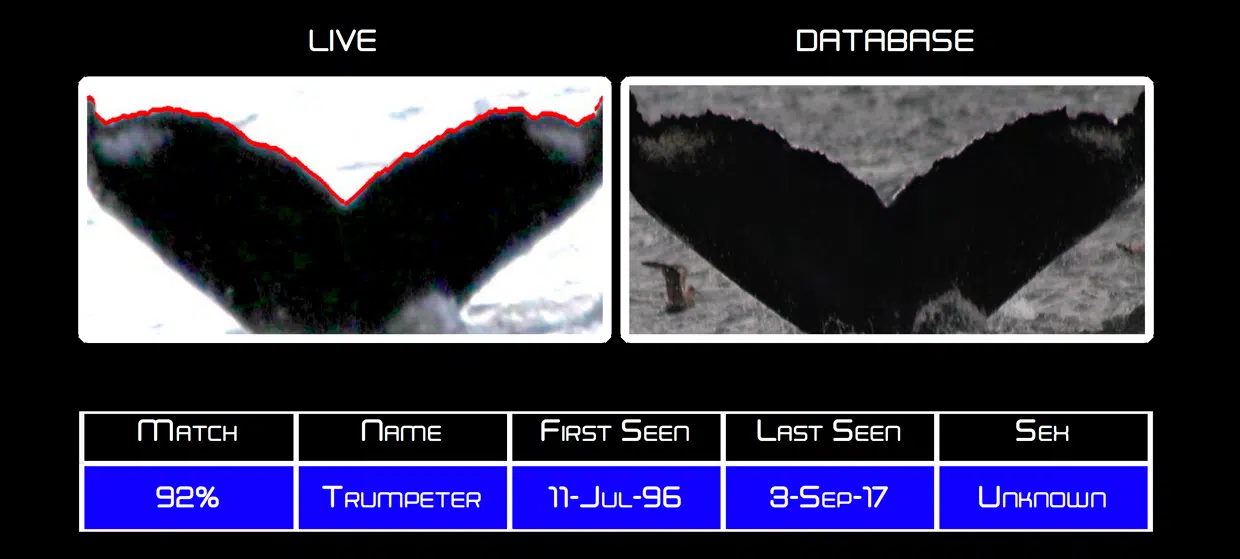 LIVE
DATABASE
Match
Name
First Seen
Last Seen
Sex
92%
Trumpeter
11-Jul-96
3-Sep-17
Unknown